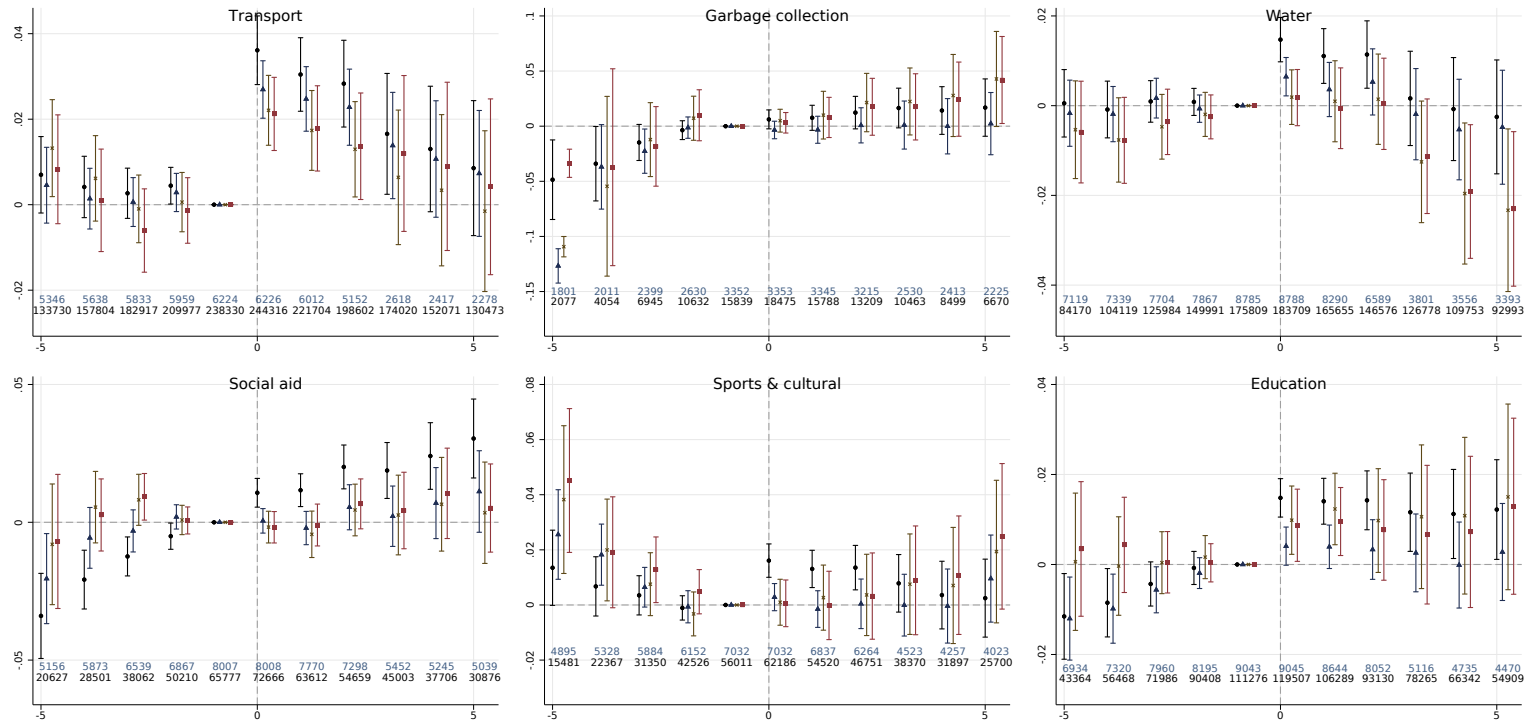 Transport
.04
.02
0
-.02
5346 5638 5833 5959 6224 6226 6012 5152 2618 2417 2278
133730 157804 182917 209977 238330 244316 221704 198602 174020 152071 130473
-5 0 5
Garbage collection
.1
.05
0
-.05
-.1
-.15
1801 2011 2399 2630 3352 3353 3345 3215 2530 2413 2225
2077 4054 6945 10632 15839 18475 15788 13209 10463 8499 6670
-5 0 5
Water
.02
0
-.02
-.04
7119 7339 7704 7867 8785 8788 8290 6589 3801 3556 3393
84170 104119 125984 149991 175809 183709 165655 146576 126778 109753 92993
-5 0 5
Social aid
.05
0
-.05
5156 5873 6539 6867 8007 8008 7770 7298 5452 5245 5039
20627 28501 38062 50210 65777 72666 63612 54659 45003 37706 30876
-5 0 5
Sports & cultural
.08
.06
.04
.02
0
-.02
4895 5328 5884 6152 7032 7032 6837 6264 4523 4257 4023
15481 22367 31350 42526 56011 62186 54520 46751 38370 31897 25700
-5 0 5
Education
.04
.02
0
-.02
6934 7320 7960 8195 9043 9045 8644 8052 5116 4735 4470
43364 56468 71986 90408 111276 119507 106289 93130 78265 66342 54909
-5 0 5